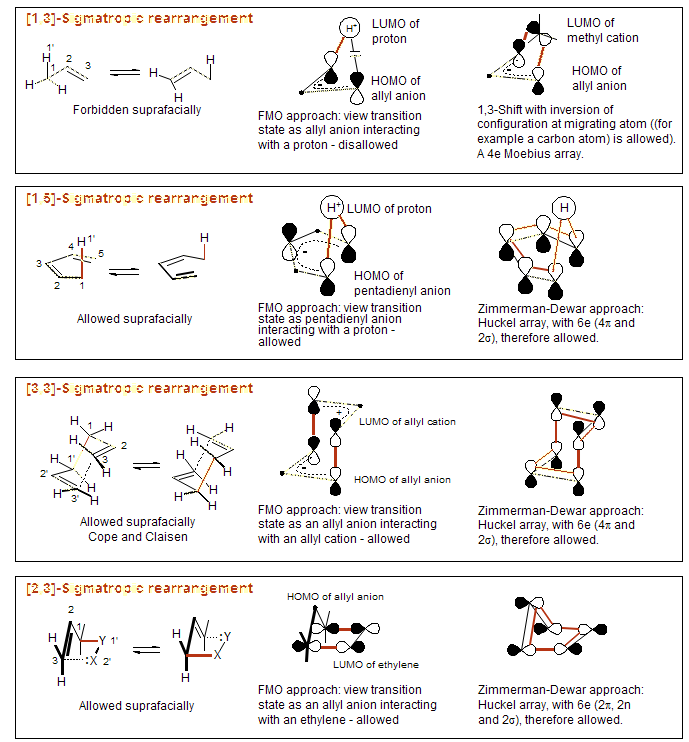 [1 3]-Sigmatropic rearrangement
1'
H
2
1
3
H
H
H
H
H
Forbidden suprafacially
H+
LUMO of
proton
HOMO of
allyl anion
-
FMO approach: view transition
state as allyl anion interacting
with a proton - disallowed
LUMO of
methyl cation
HOMO of
allyl anion
-
1,3-Shift with inversion of
configuration at migrating atom ((for
example a carbon atom) is allowed).
A 4e Moebius array.
[1 5]-Sigmatropic rearrangement
H 1'
4
5
3
2
1
H
Allowed suprafacially
H+
LUMO of proton
-
HOMO of
pentadienyl anion
FMO approach: view transition
state as pentadienyl anion
interacting with a proton -
allowed
H
Zimmerman-Dewar approach:
Huckel array, with 6e (4π and
2σ), therefore allowed.
[3 3]-Sigmatropic rearrangement
H
1
H
H
2
1'
3
2'
H
H
H
3'
H
H
H
H
H
H
H
H
H
Allowed suprafacially
Cope and Claisen
+
LUMO of allyl cation
-
HOMO of allyl anion
FMO approach: view transition
state as an allyl anion interacting
with an allyl cation - allowed
Zimmerman-Dewar approach:
Huckel array, with 6e (4π and
2σ), therefore allowed.
[2 3]-Sigmatropic rearrangement
2
1
H
Y 1'
3
:X 2'
H
H
:Y
X
H
Allowed suprafacially
HOMO of allyl anion
LUMO of ethylene
FMO approach: view transition
state as an allyl anion interacting
with an ethylene - allowed
Zimmerman-Dewar approach:
Huckel array, with 6e (2π, 2n
and 2σ), therefore allowed.